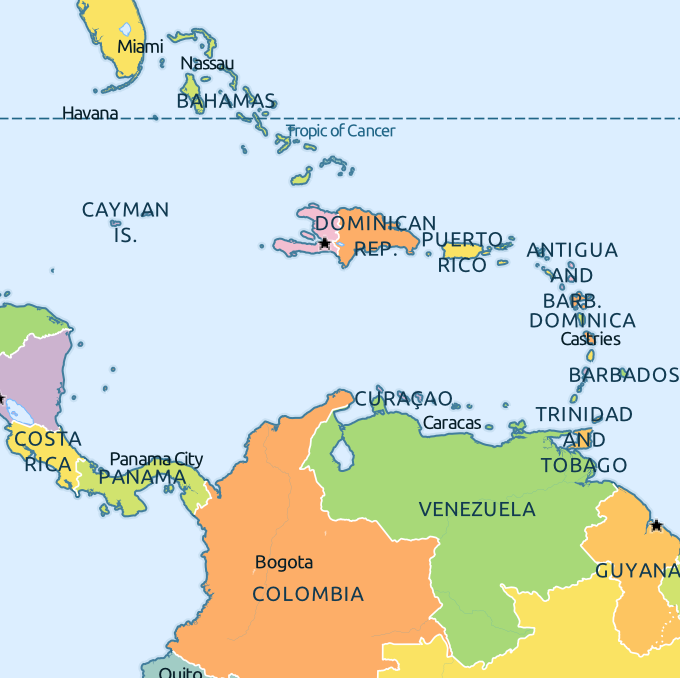 Miami
Nassau
BAHAMAS
Havana
Tropic of Cancer
CAYMAN
IS.
DOMINICAN
REP.
PUERTO
RICO
ANTIGUA
AND
BARB.
DOMINICA
Castries
BARBADOS
CURAÇAO
Caracas
TRINIDAD
AND
TOBAGO
COSTA
RICA
Panama City
PANAMA
VENEZUELA
Bogota
COLOMBIA
GUYANA
Quito